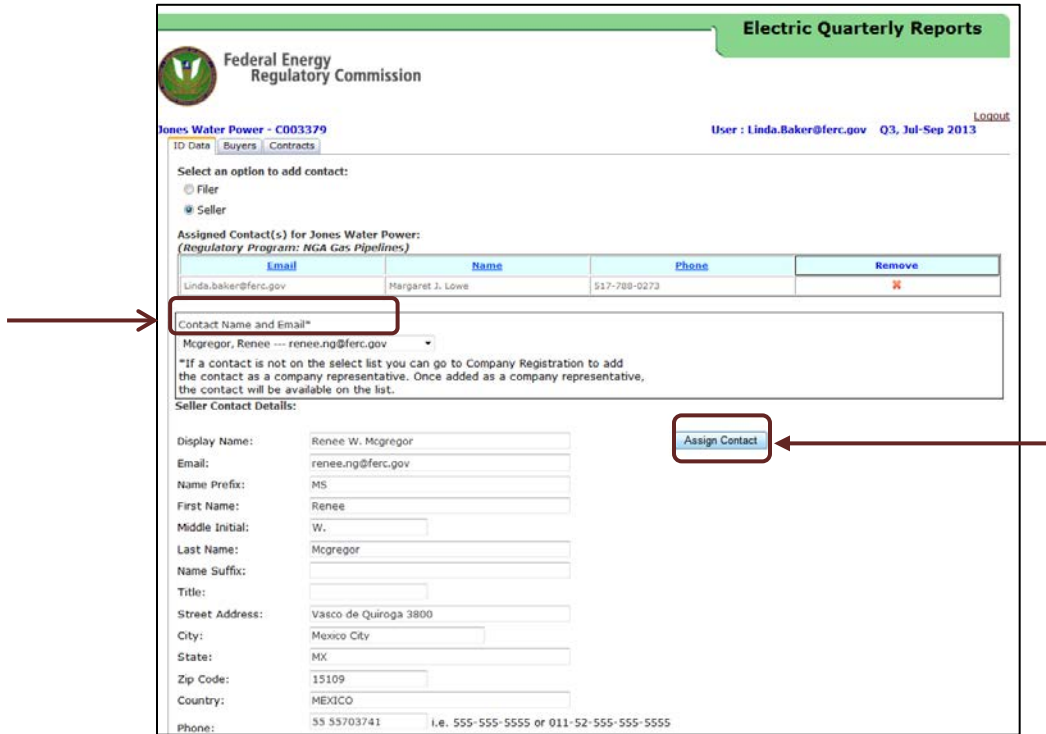 Electric Quarterly Reports
Federal Energy
Regulatory Commission
Logout
Jones Water Power - C003379 User : Linda.Baker@ferc.gov Q3, Jul-Sep 2013
ID Data Buyers Contracts
Select an option to add contact:
Filer
Seller
Assigned Contact(s) for Jones Water Power:
(Regulatory Program: NGA Gas Pipelines)
Email Name Phone Remove
Linda.baker@ferc.gov Margaret J. Lowe 517-788-0273
Contact Name and Email*
Mcgregor, Renee --- renee.ng@ferc.gov
*If a contact is not on the select list you can go to Company Registration to add
the contact as a company representative. Once added as a company representative,
the contact will be available on the list.
Seller Contact Details:
Display Name: Renee W. Mcgregor Assign Contact
Email: renee.ng@ferc.gov
Name Prefix: MS
First Name: Renee
Middle Initial: W.
Last Name: Mcgregor
Name Suffix:
Title:
Street Address: Vasco de Quiroga 3800
City: Mexico City
State: MX
Zip Code: 15109
Country: MEXICO
Phone: 55 55703741 i.e. 555-555-5555 or 011-52-555-555-5555